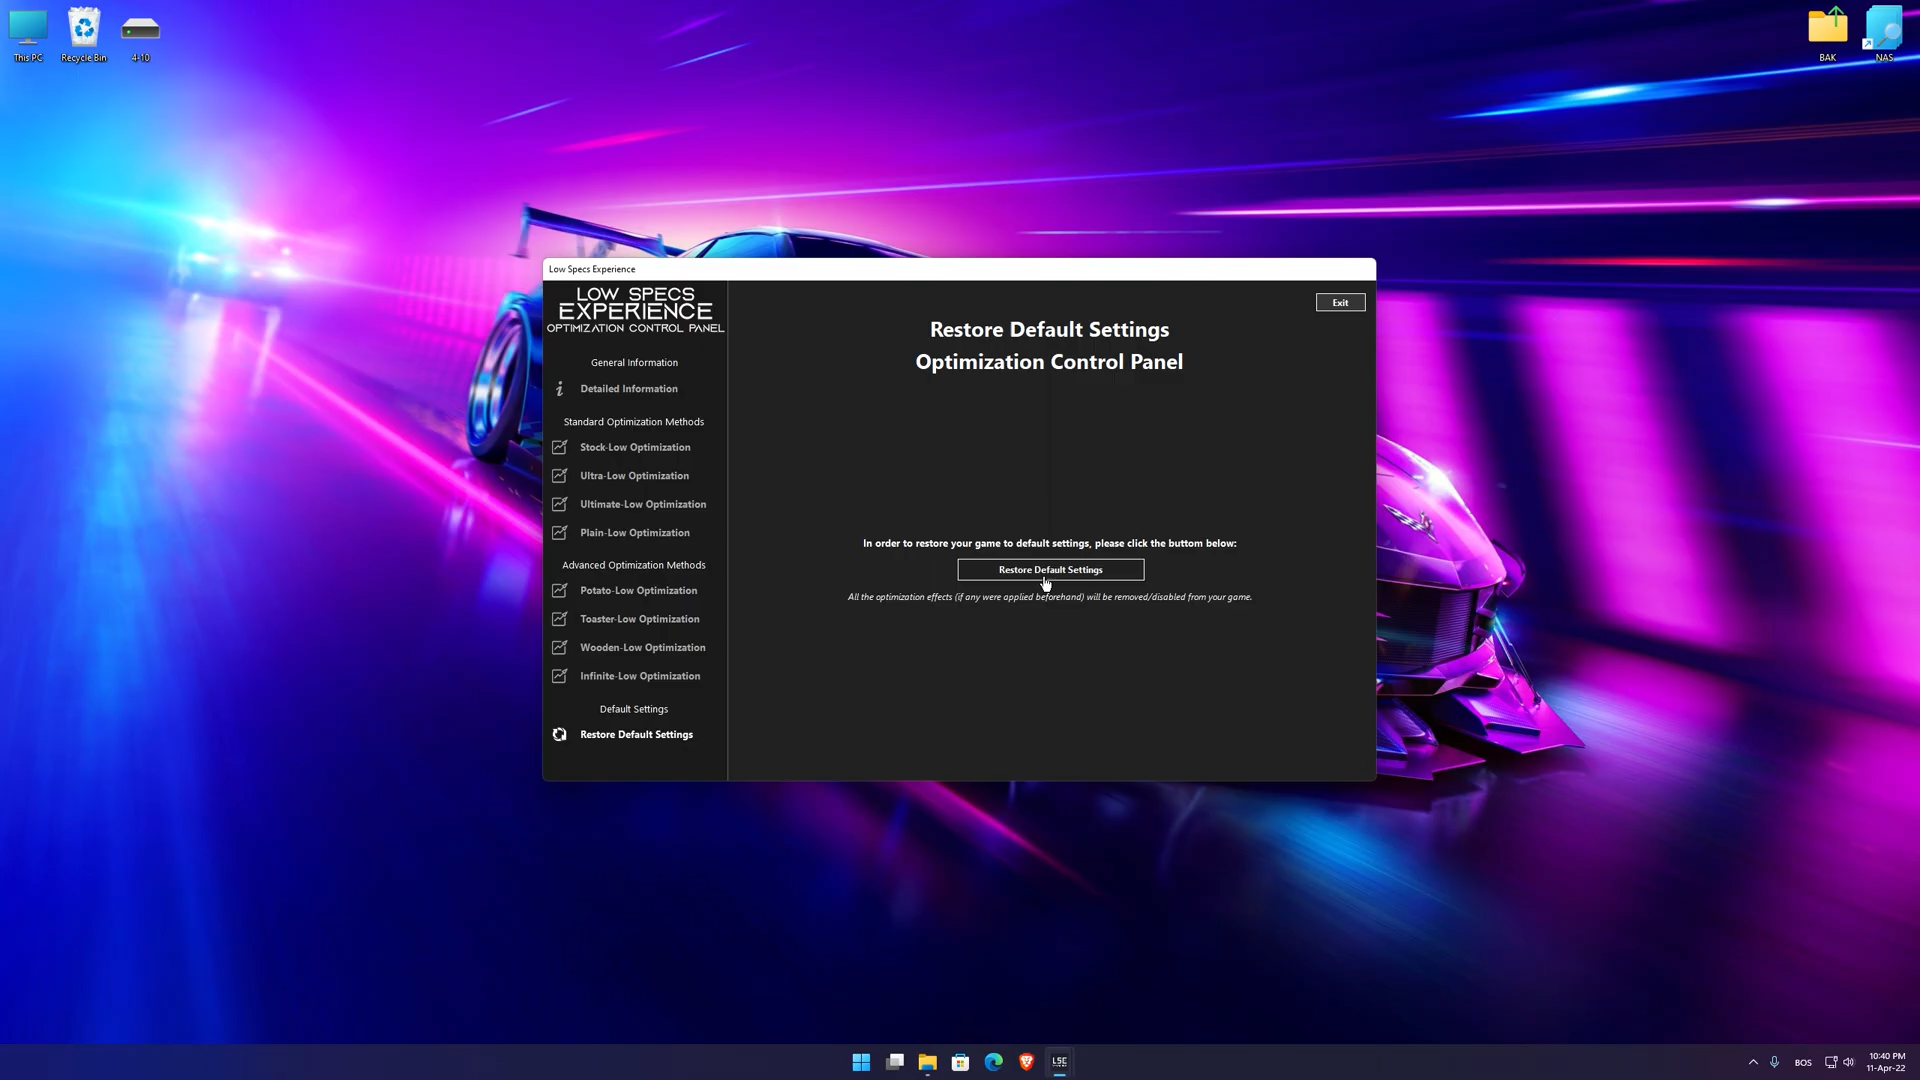 This PC
Recycle Bin
4-10
BAK
NAS
Low Specs Experience
LOW SPECS
EXPERIENCE
OPTIMIZATION CONTROL PANEL
General Information
Detailed Information
Standard Optimization Methods
Stock-Low Optimization
Ultra-Low Optimization
Ultimate-Low Optimization
Plain-Low Optimization
Advanced Optimization Methods
Potato-Low Optimization
Toaster-Low Optimization
Wooden-Low Optimization
Infinite-Low Optimization
Default Settings
Restore Default Settings
Exit
Restore Default Settings
Optimization Control Panel
In order to restore your game to default settings, please click the buttom below:
Restore Default Settings
All the optimization effects (if any were applied beforehand) will be removed/disabled from your game.
LSE
BOS
10:40 PM
11-Apr-22